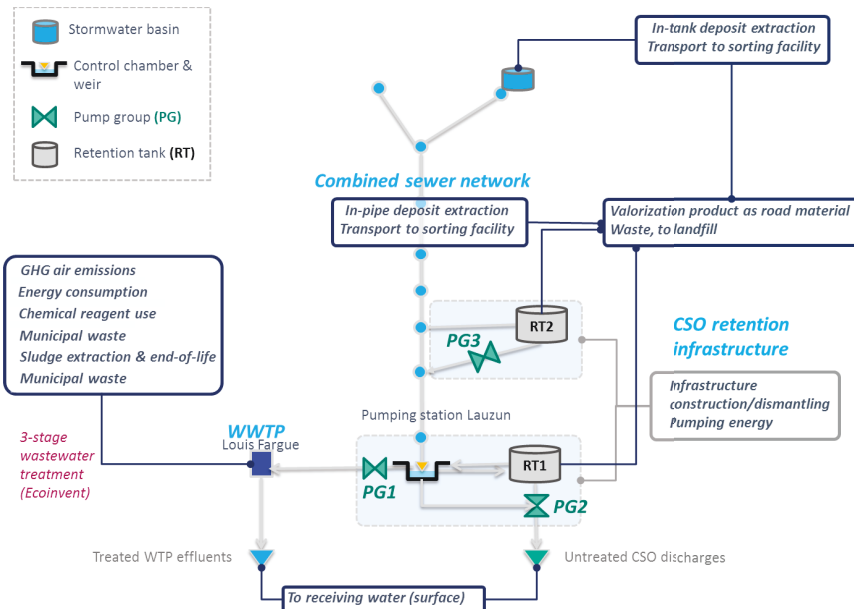 Stormwater basin
Control chamber &
weir
Pump group (PG)
Retention tank (RT)
In-tank deposit extraction
Transport to sorting facility
Combined sewer network
In-pipe deposit extraction
Transport to sorting facility
Valorization product as road material
Waste, to landfill
GHG air emissions
Energy consumption
Chemical reagent use
Municipal waste
Sludge extraction & end-of-life
Municipal waste
RT2
PG3
CSO retention
infrastructure
Infrastructure
construction/dismantling
Pumping energy
Pumping station Lauzun
WWTP
Louis Fargue
3-stage
wastewater
treatment
(Ecoinvent)
PG1
RT1
PG2
Treated WTP effluents
Untreated CSO discharges
To receiving water (surface)